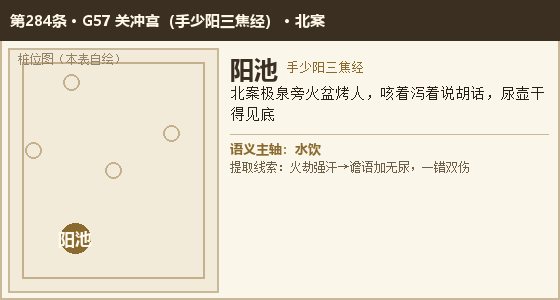 第284条・G57 关冲宫（手少阳三焦经）・北案
桩位图（本表自绘）
阳池
阳池 手少阳三焦经
北案极泉旁火盆烤人，咳着泻着说胡话，尿壶干
得见底
语义主轴：水饮
提取线索：火劫强汗→谵语加无尿，一错双伤